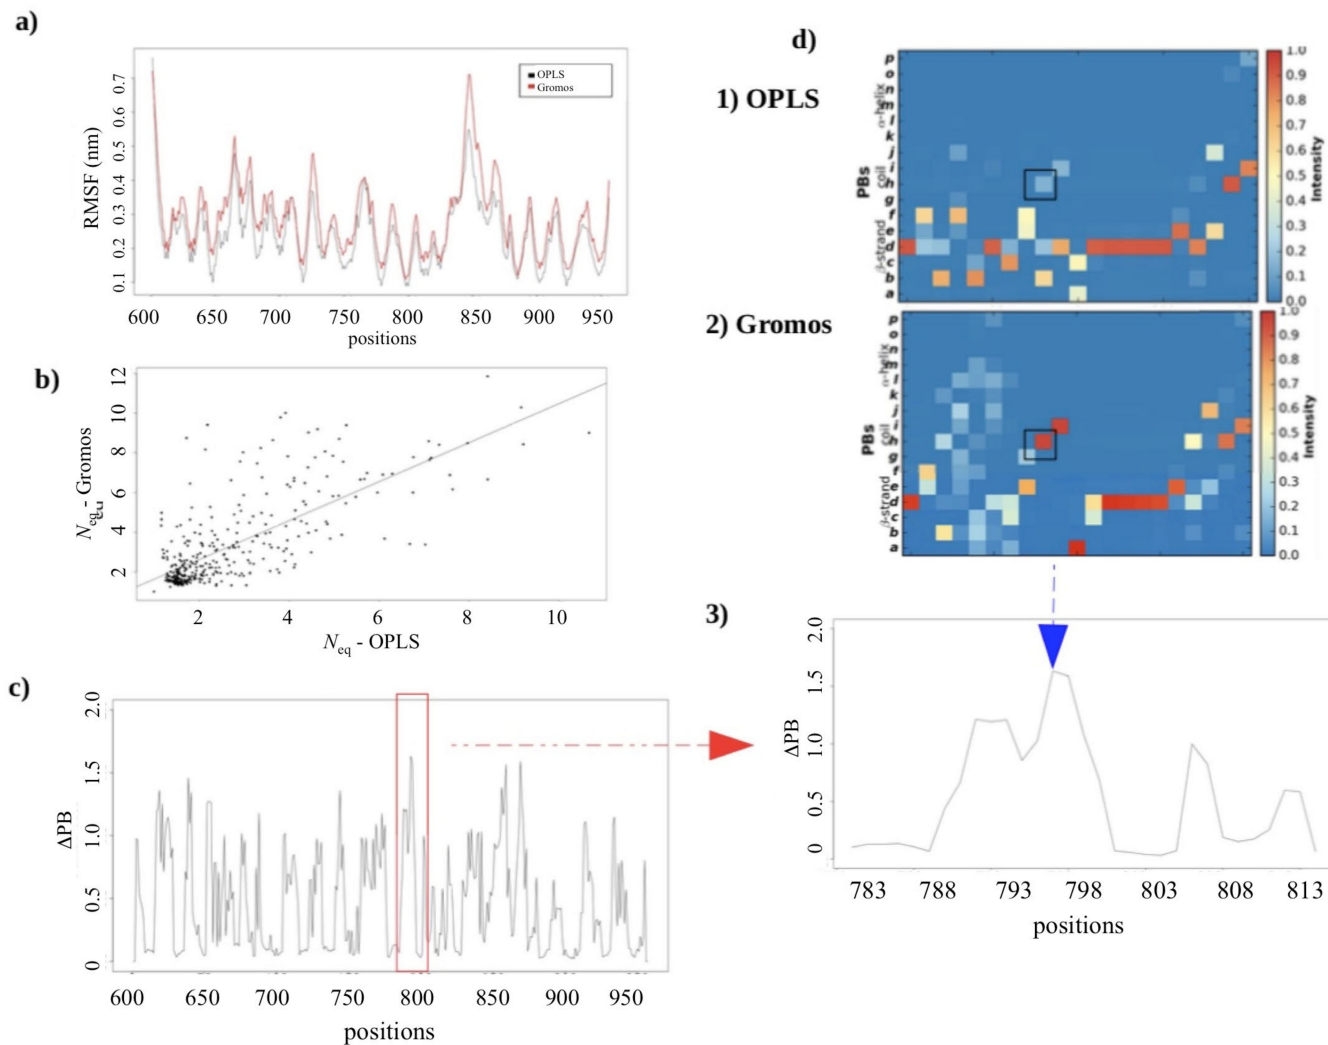 a)
OPLS
Gromos
RMSF (nm)
0.7
0.6
0.5
0.4
0.3
0.2
0.1
600 650 700 750 800 850 900 950
positions
b)
Neq - Gromos
12
10
8
6
4
2
2 4 6 8 10
Neq - OPLS
c)
ΔPB
2.0
1.5
1.0
0.5
0
600 650 700 750 800 850 900 950
positions
d)
1) OPLS
PBs
α-helix
coil
β-strand
p
o
n
m
l
k
j
i
h
g
f
e
d
c
b
a
1.0
0.9
0.8
0.7
0.6
0.5
0.4
0.3
0.2
0.1
0.0
Intensity
2) Gromos
PBs
α-helix
coil
β-strand
p
o
n
m
l
k
j
i
h
g
f
e
d
c
b
a
1.0
0.9
0.8
0.7
0.6
0.5
0.4
0.3
0.2
0.1
0.0
Intensity
3)
ΔPB
2.0
1.5
1.0
0.5
0
783 788 793 798 803 808 813
positions